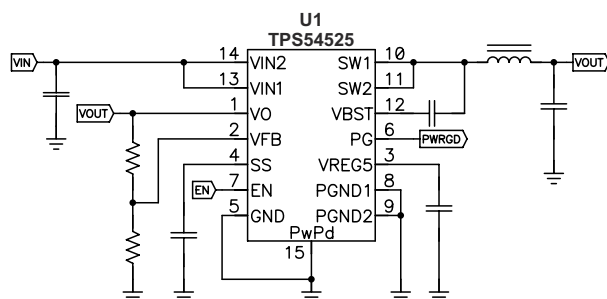 U1
TPS54525
VIN
14 VIN2 SW1 10
VOUT
13 VIN1 SW2 11
VOUT
1 VO VBST 12
2 VFB PG 6 PWRGD
4 SS VREG5 3
EN
7 EN PGND1 8
5 GND PGND2 9
PwPd
15